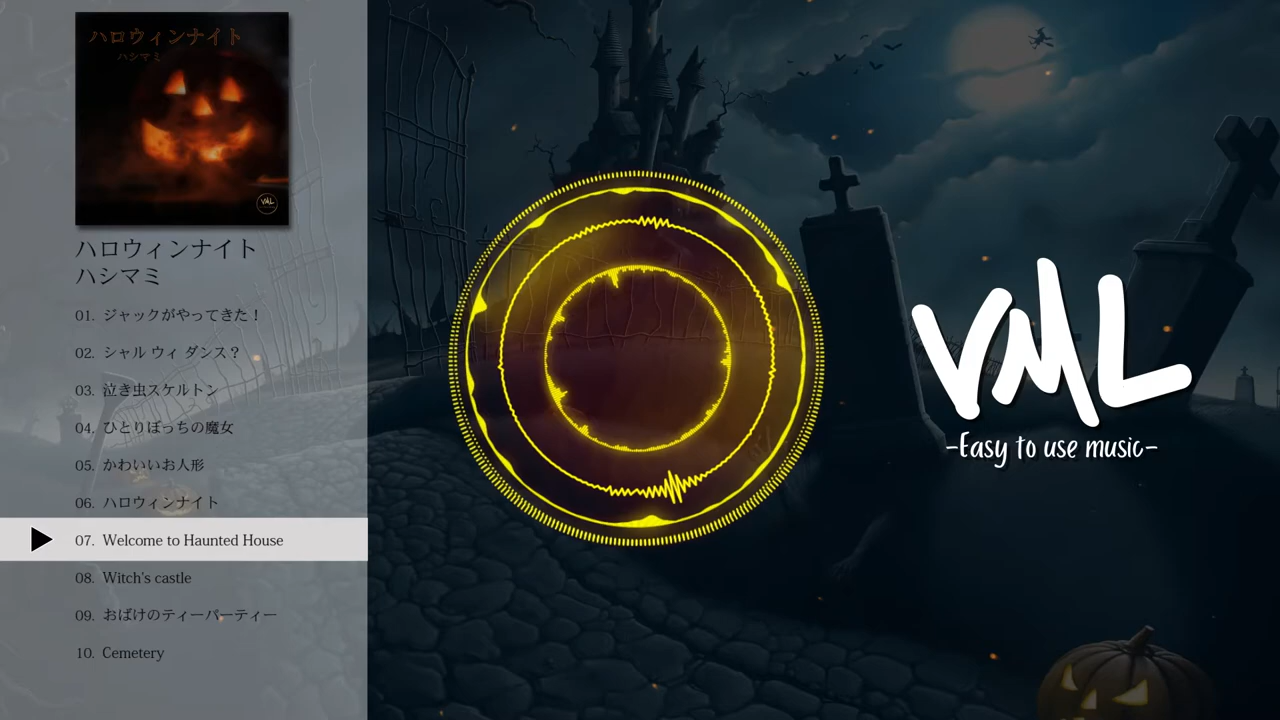 ハロウィンナイト
ハシマミ
VML
ハロウィンナイト
ハシマミ
01. ジャックがやってきた！
02. シャル ウィ ダンス？
03. 泣き虫スケルトン
04. ひとりぼっちの魔女
05. かわいいお人形
06. ハロウィンナイト
07. Welcome to Haunted House
08. Witch's castle
09. おばけのティーパーティー
10. Cemetery
VML
-Easy to use music-